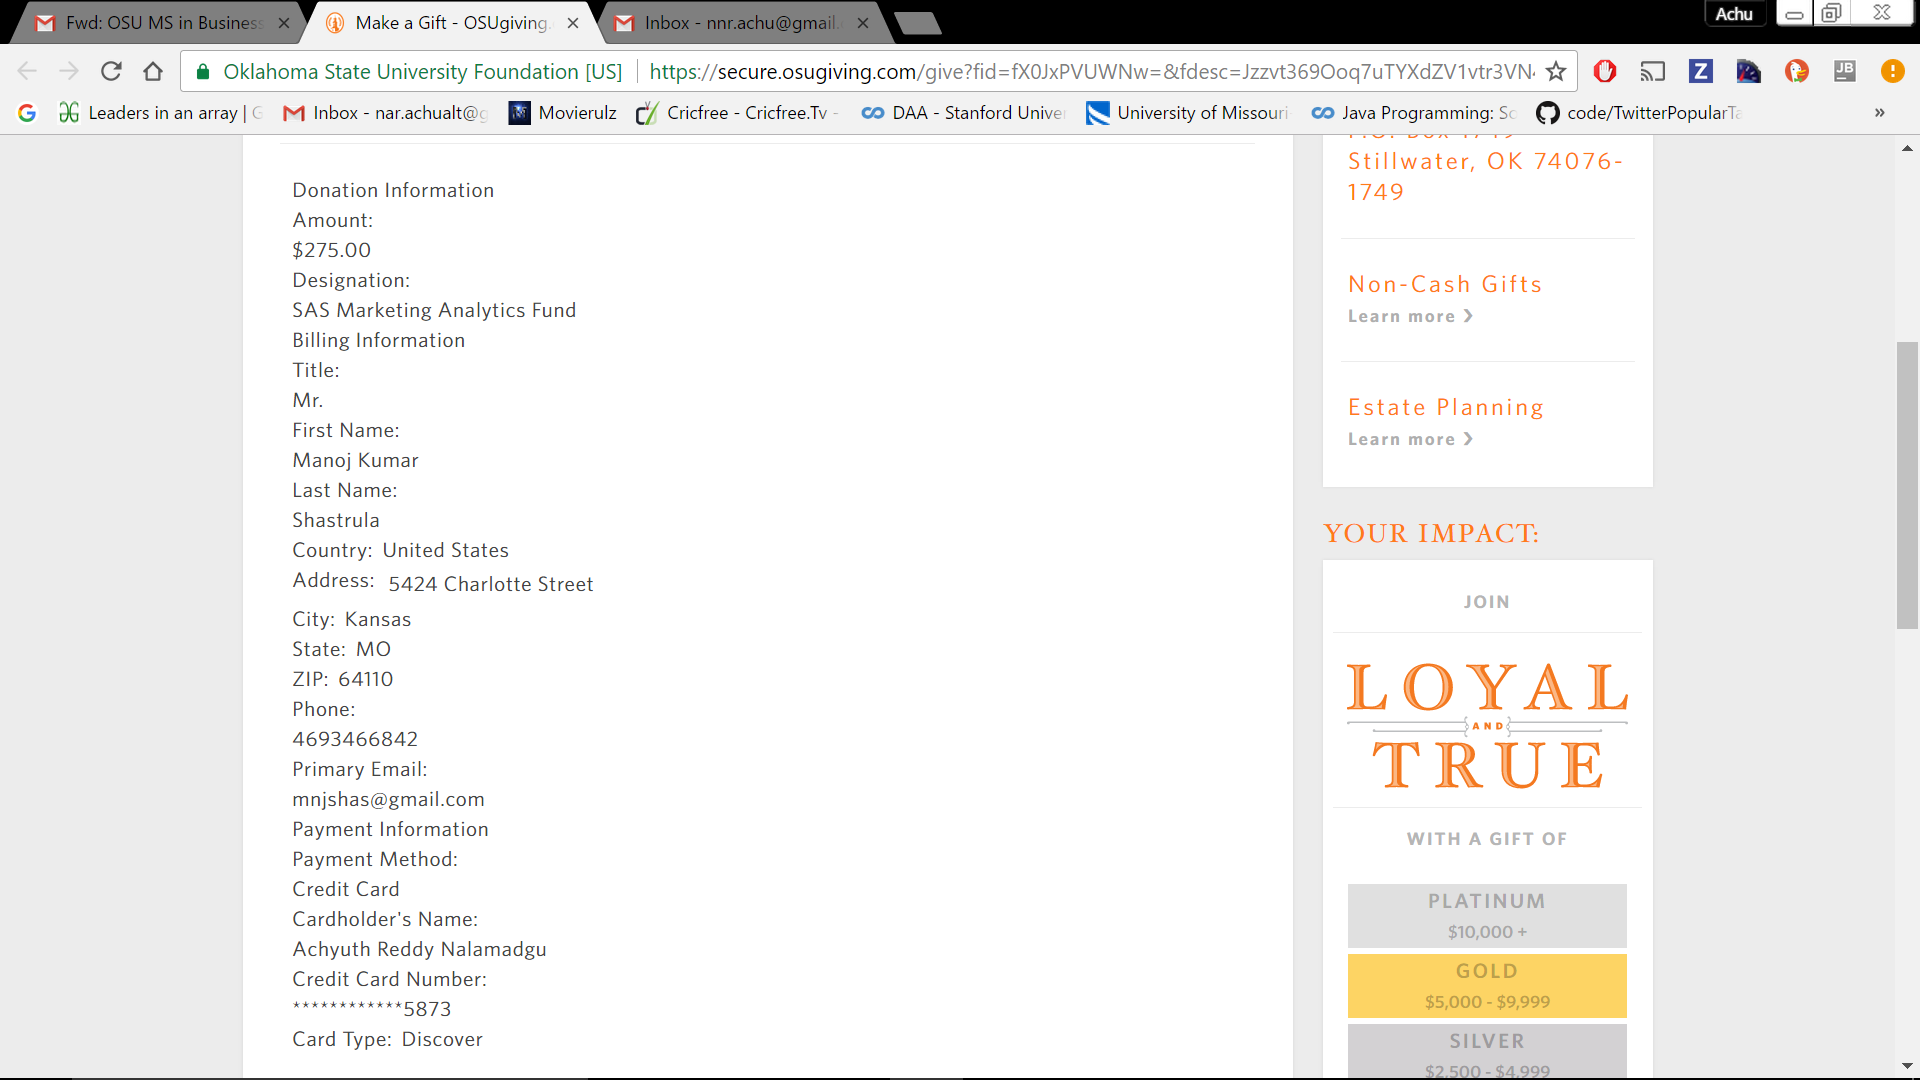 Fwd: OSU MS in Business
Make a Gift - OSUgiving.
Inbox - nnr.achu@gmail.
Achu
Oklahoma State University Foundation [US]
https://secure.osugiving.com/give?fid=fX0JxPVUWNw=&fdesc=Jzzvt369Ooq7uTYXdZV1vtr3VN
Leaders in an array | G
Inbox - nar.achualt@g
Movierulz
Cricfree - Cricfree.Tv -
DAA - Stanford Univer
University of Missouri
Java Programming: So
code/TwitterPopularTa
»
Donation Information
Amount:
$275.00
Designation:
SAS Marketing Analytics Fund
Billing Information
Title:
Mr.
First Name:
Manoj Kumar
Last Name:
Shastrula
Country: United States
Address: 5424 Charlotte Street
City: Kansas
State: MO
ZIP: 64110
Phone:
4693466842
Primary Email:
mnjshas@gmail.com
Payment Information
Payment Method:
Credit Card
Cardholder's Name:
Achyuth Reddy Nalamadgu
Credit Card Number:
************5873
Card Type: Discover
P.O. Box 1749
Stillwater, OK 74076-
1749
Non-Cash Gifts
Learn more ❯
Estate Planning
Learn more ❯
YOUR IMPACT:
JOIN
LOYAL
AND
TRUE
WITH A GIFT OF
PLATINUM
$10,000 +
GOLD
$5,000 - $9,999
SILVER
$2,500 - $4,999